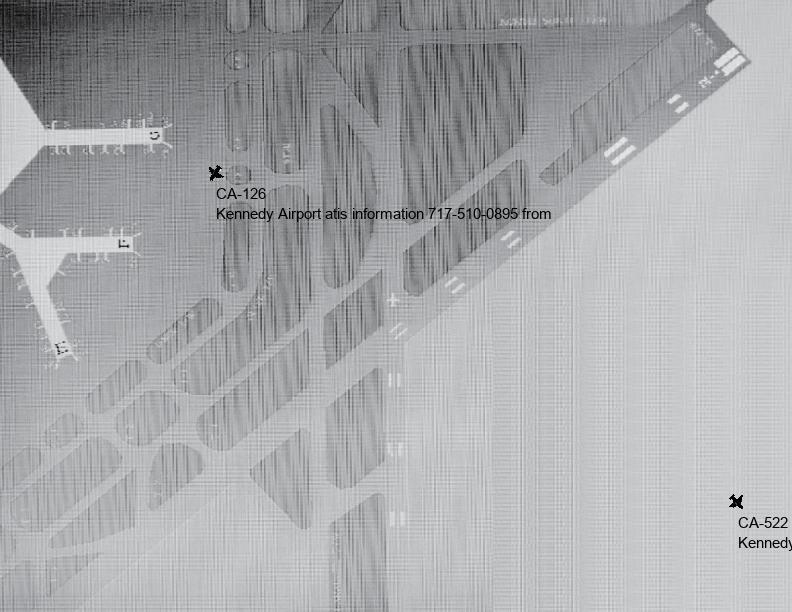 G
F
CA-126
Kennedy Airport atis information 717-510-0895 from
CA-522
Kennedy